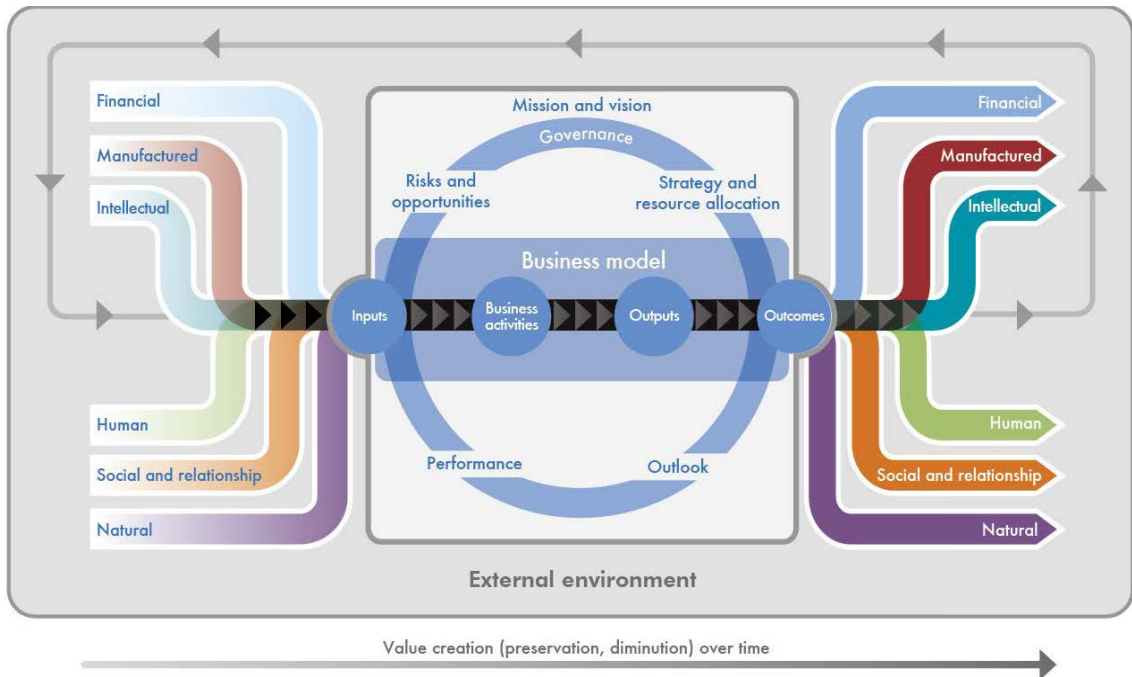 Financial
Manufactured
Intellectual
Human
Social and relationship
Natural
Mission and vision
Governance
Risks and
opportunities
Strategy and
resource allocation
Business model
Inputs
Business
activities
Outputs
Outcomes
Performance
Outlook
Financial
Manufactured
Intellectual
Human
Social and relationship
Natural
External environment
Value creation (preservation, diminution) over time